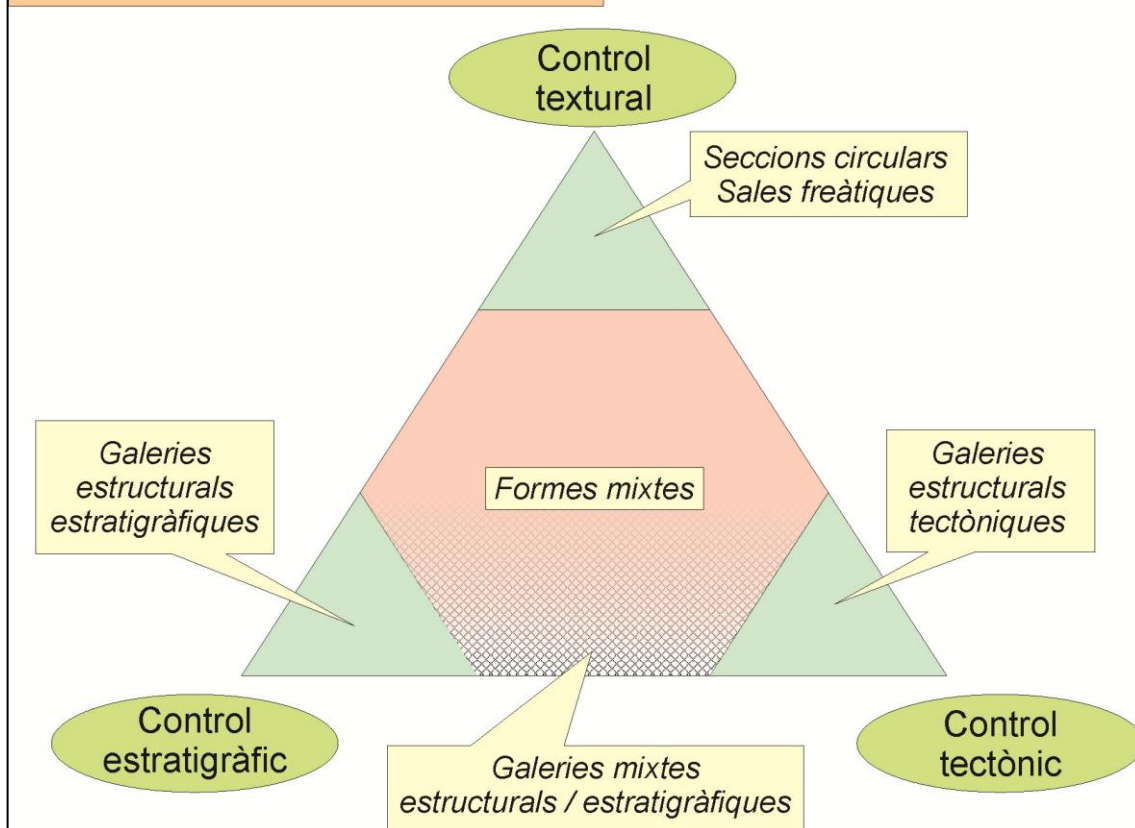 Control
textural
Seccions circulars
Sales freàtiques
Galeries
estructurals
estratigràfiques
Formes mixtes
Galeries
estructurals
tectòniques
Control
estratigràfic
Control
tectònic
Galeries mixtes
estructurals / estratigràfiques